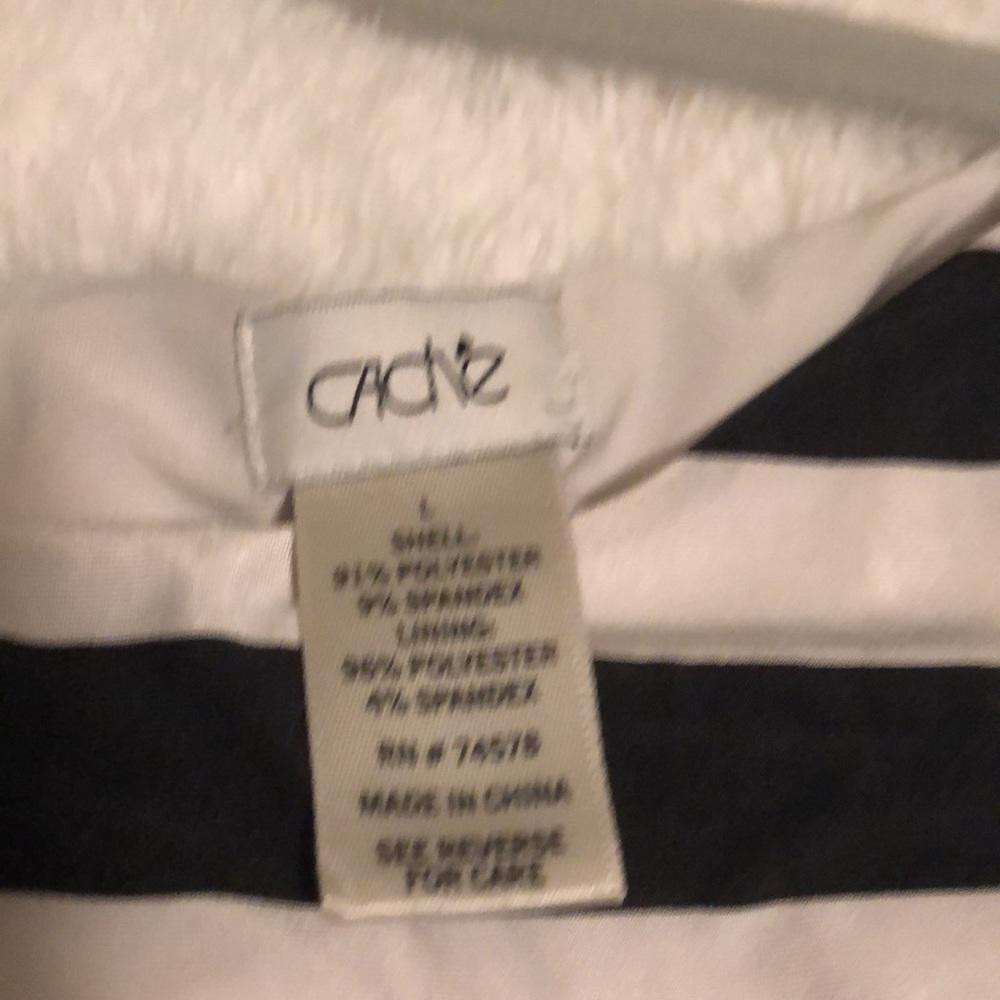 CACHÉ
L
SHELL:
91% POLYESTER
9% SPANDEX
LINING:
96% POLYESTER
4% SPANDEX
RN # 74578
MADE IN CHINA
SEE REVERSE
FOR CARE